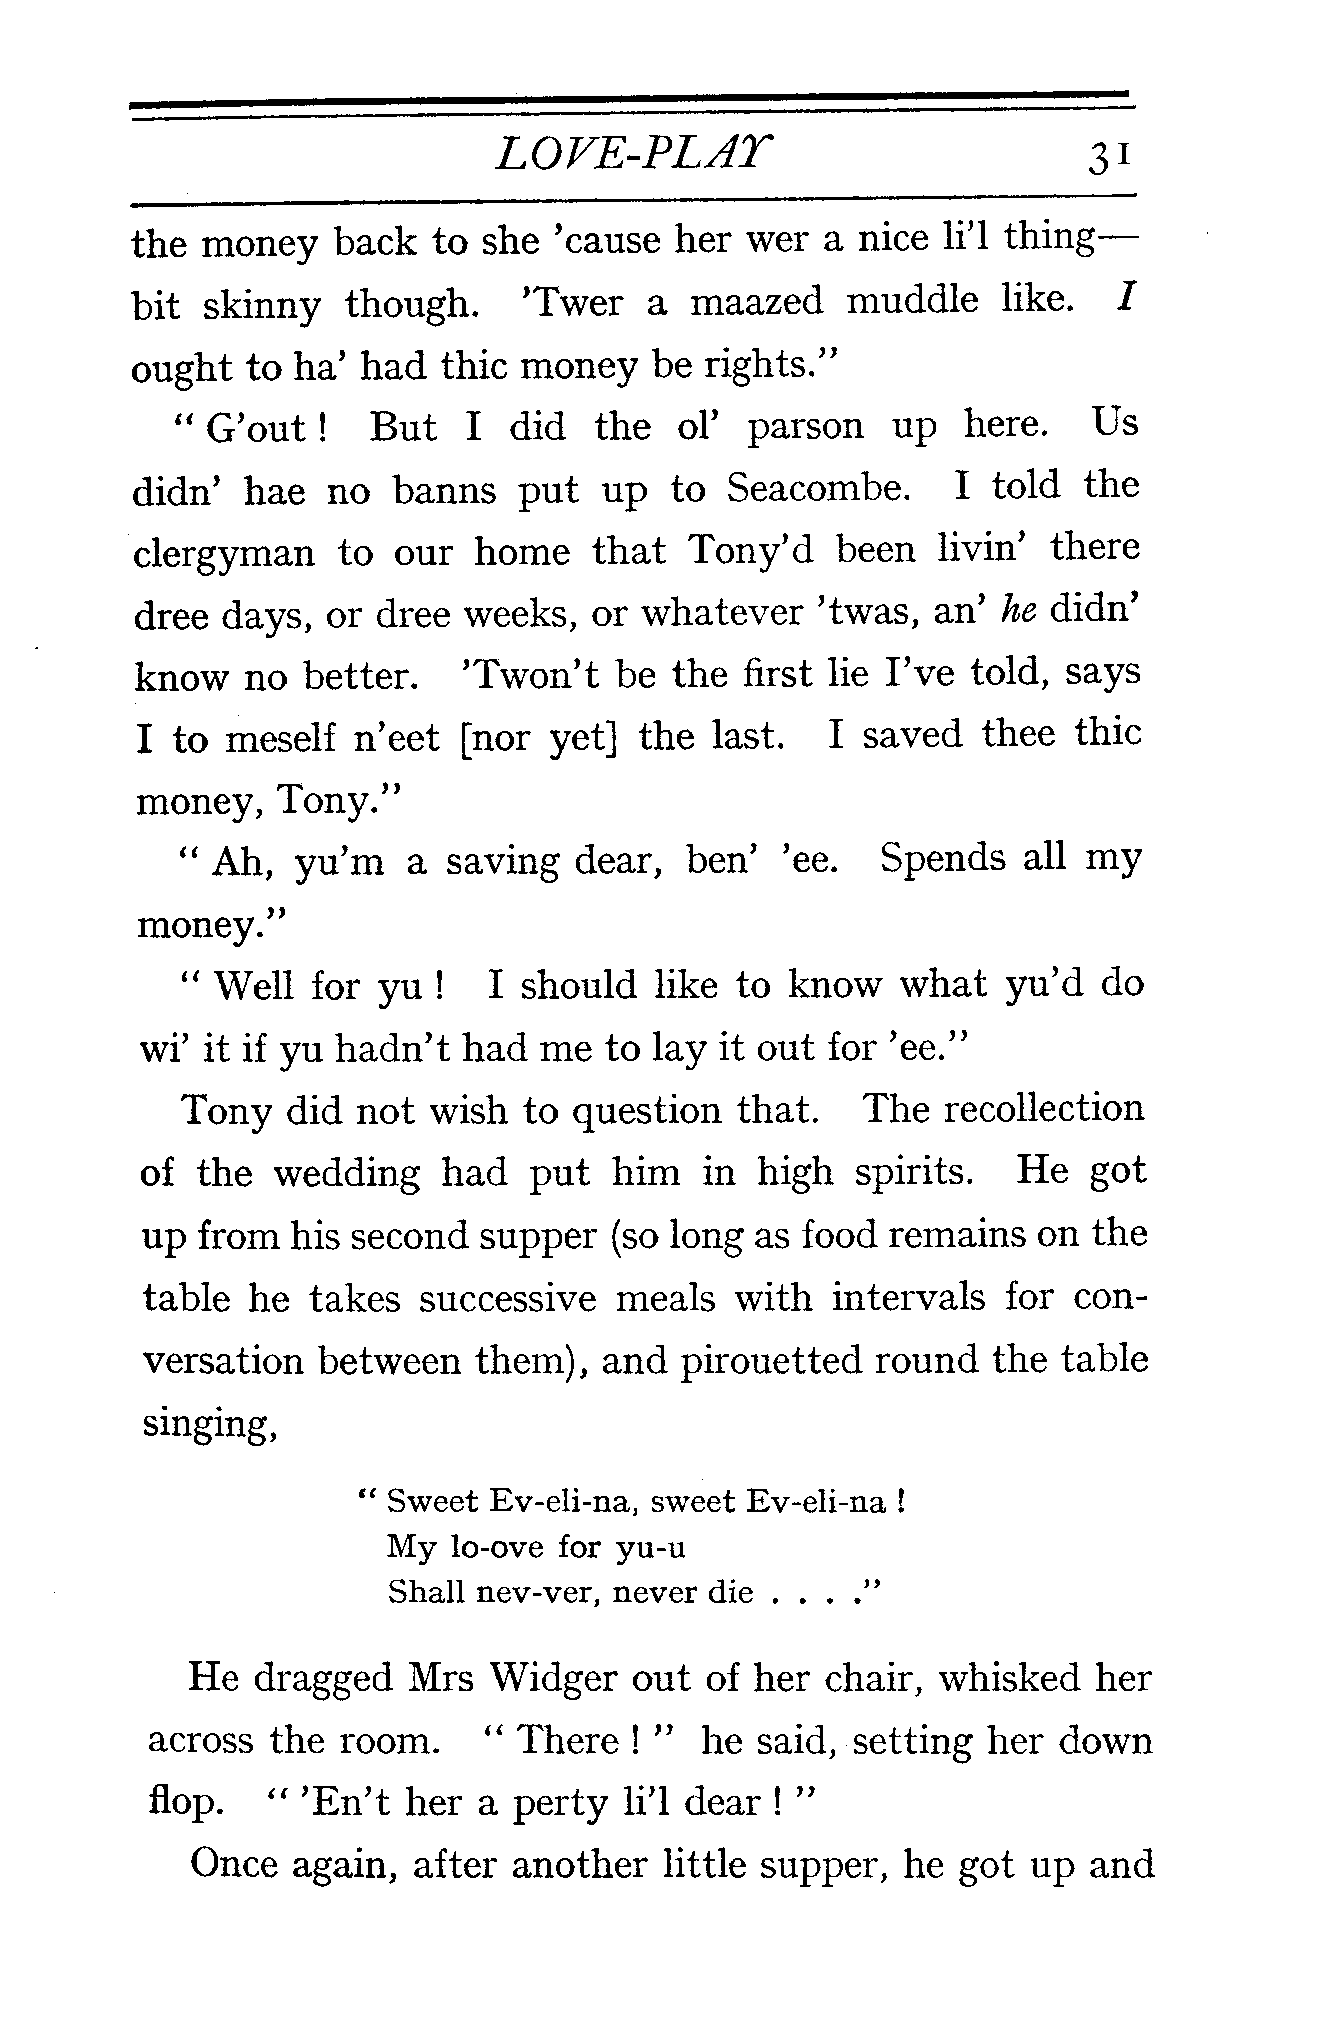 LOVE-PLAY 31
the money back to she ’cause her wer a nice li’l thing—
bit skinny though. ’Twer a maazed muddle like. I
ought to ha’ had thic money be rights.”
“ G’out ! But I did the ol’ parson up here. Us
didn’ hae no banns put up to Seacombe. I told the
clergyman to our home that Tony’d been livin’ there
dree days, or dree weeks, or whatever ’twas, an’ he didn’
know no better. ’Twon’t be the first lie I’ve told, says
I to meself n’eet [nor yet] the last. I saved thee thic
money, Tony.”
“ Ah, yu’m a saving dear, ben’ ’ee. Spends all my
money.”
“ Well for yu ! I should like to know what yu’d do
wi’ it if yu hadn’t had me to lay it out for ’ee.”
Tony did not wish to question that. The recollection
of the wedding had put him in high spirits. He got
up from his second supper (so long as food remains on the
table he takes successive meals with intervals for con-
versation between them), and pirouetted round the table
singing,
“ Sweet Ev-eli-na, sweet Ev-eli-na !
My lo-ove for yu-u
Shall nev-ver, never die . . . .”
He dragged Mrs Widger out of her chair, whisked her
across the room. “ There ! ” he said, setting her down
flop. “ ’En’t her a perty li’l dear ! ”
Once again, after another little supper, he got up and